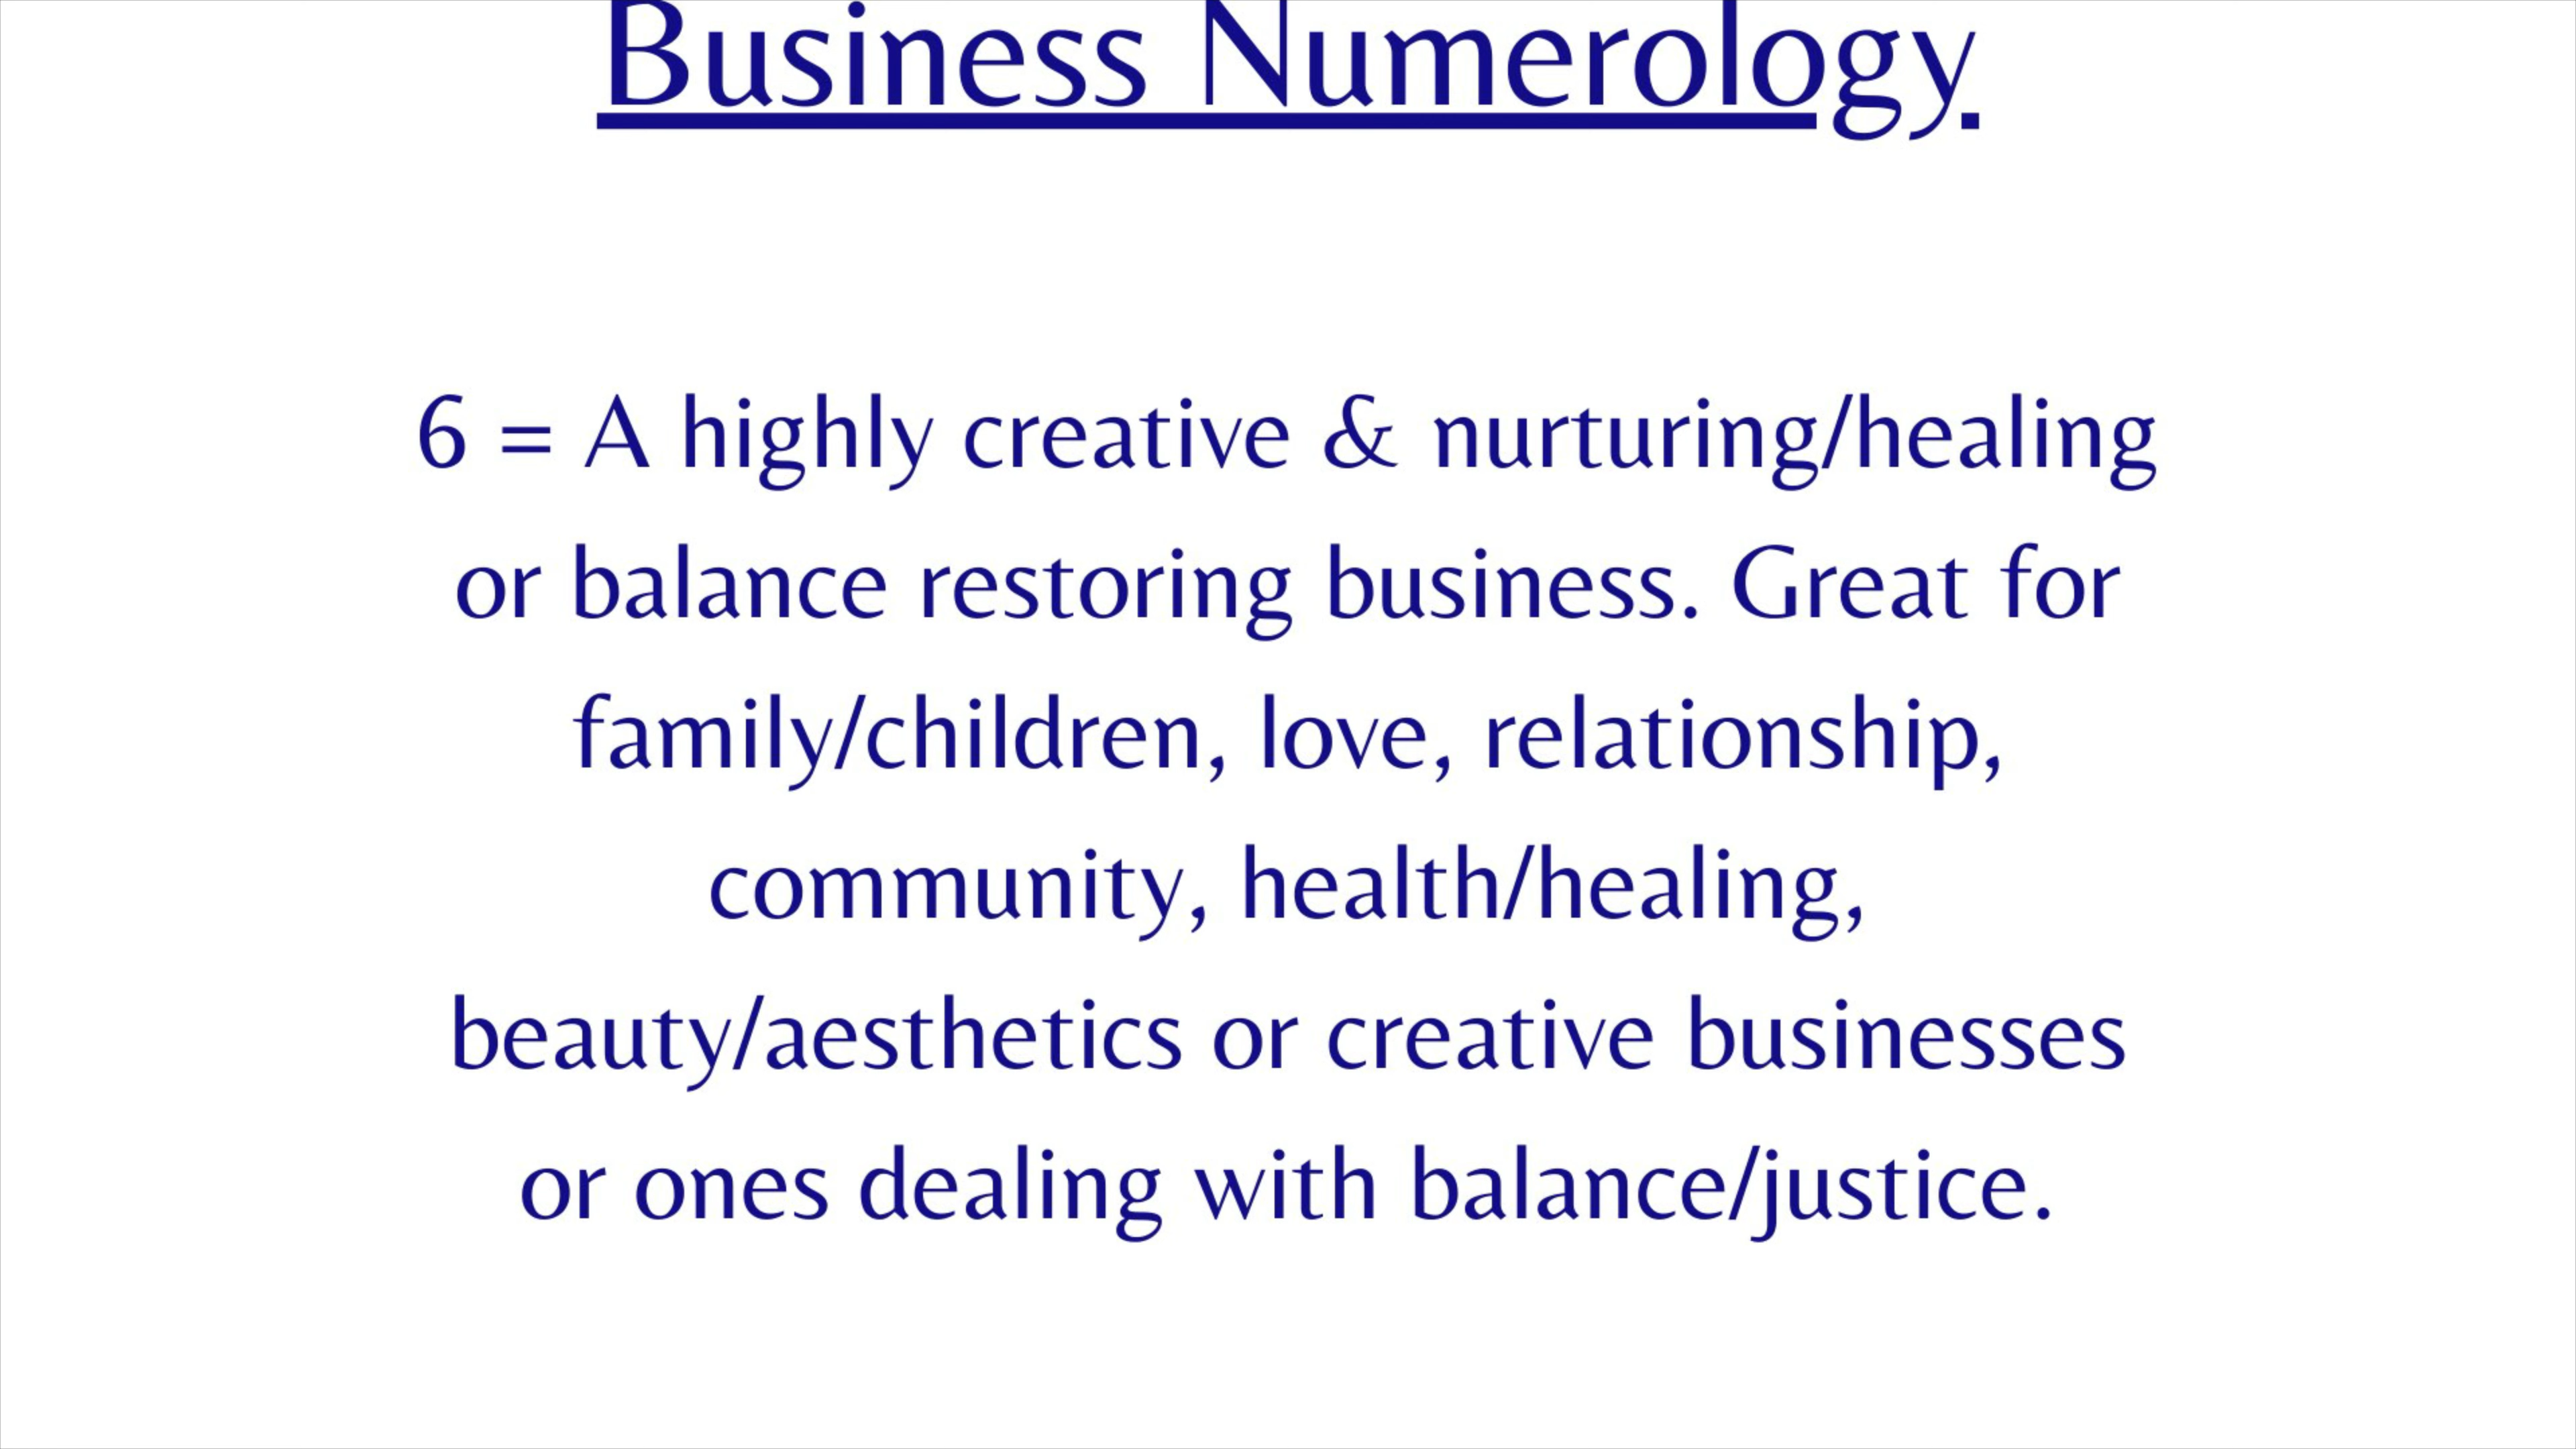 Business Numerology
6 = A highly creative & nurturing/healing
or balance restoring business. Great for
family/children, love, relationship,
community, health/healing,
beauty/aesthetics or creative businesses
or ones dealing with balance/justice.